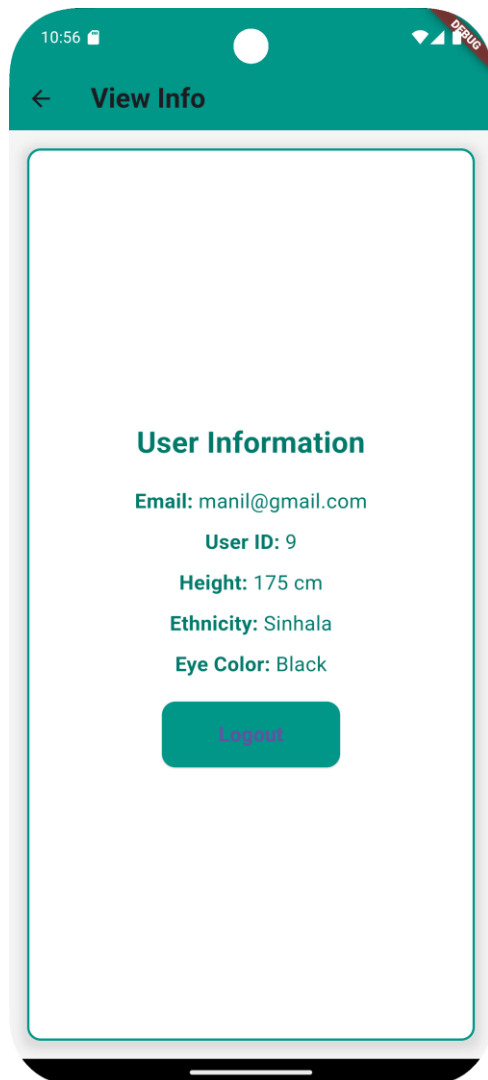 10:56
DEBUG
View Info
User Information
Email: manil@gmail.com
User ID: 9
Height: 175 cm
Ethnicity: Sinhala
Eye Color: Black
Logout